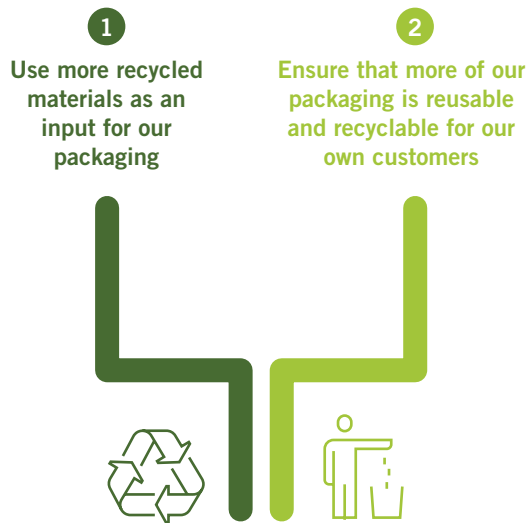 1
Use more recycled
materials as an
input for our
packaging
2
Ensure that more of our
packaging is reusable
and recyclable for our
own customers